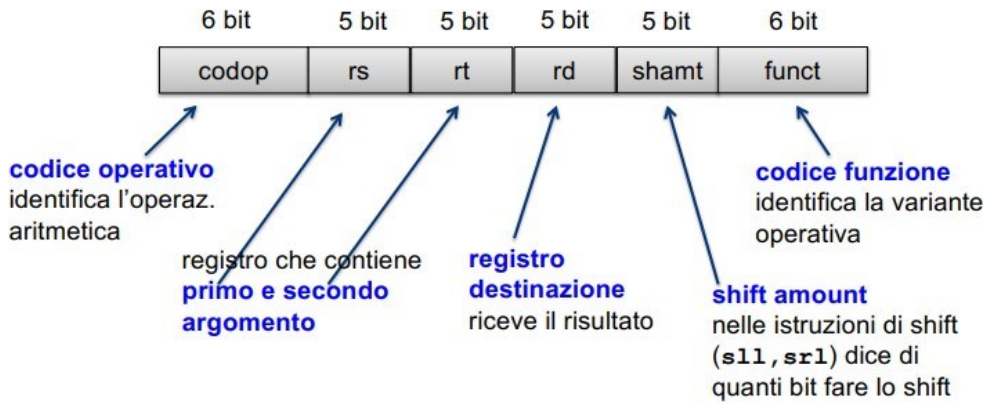 6 bit 5 bit 5 bit 5 bit 5 bit 6 bit
codop rs rt rd shamt funct
codice operativo
identifica l'operaz.
aritmetica
registro che contiene
primo e secondo
argomento
registro
destinazione
riceve il risultato
codice funzione
identifica la variante
operativa
shift amount
nelle istruzioni di shift
(sll,srl) dice di
quanti bit fare lo shift